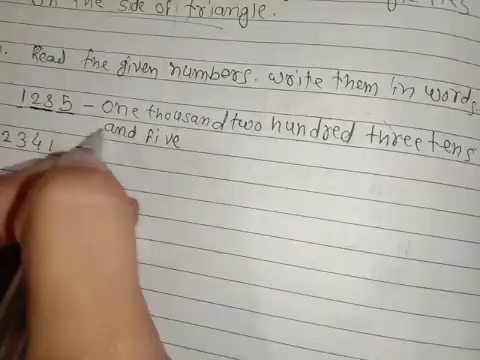 the side of triangle.
Read the given numbers. write them in words.
1235 - One thousand two hundred three tens
and five
2341